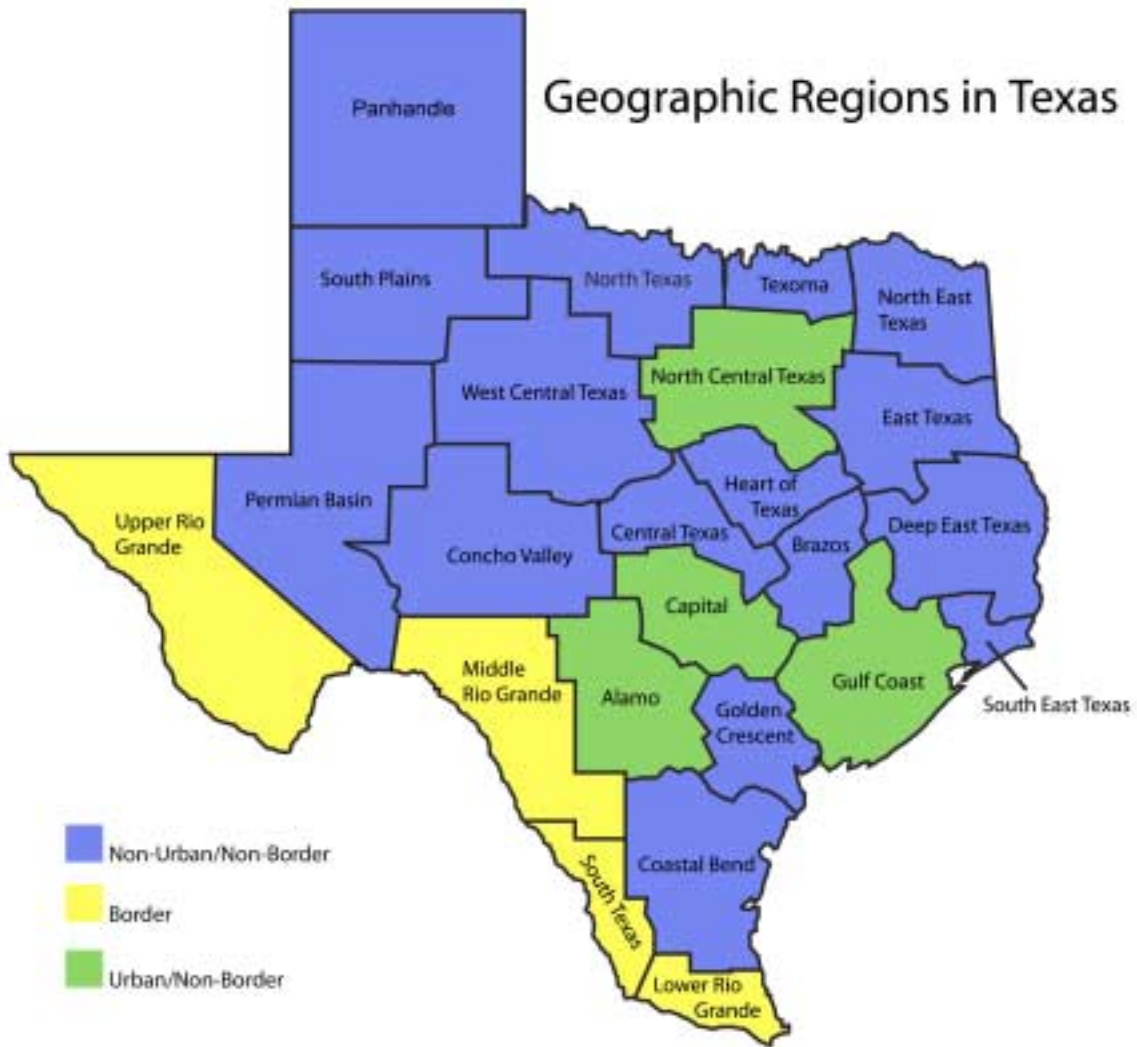 Geographic Regions in Texas
Panhandle
South Plains
North Texas
Texoma
North East
Texas
West Central Texas
North Central Texas
East Texas
Upper Rio
Grande
Permian Basin
Concho Valley
Central Texas
Heart of
Texas
Brazos
Deep East Texas
Capital
Middle
Rio Grande
Alamo
Golden
Crescent
Gulf Coast
South East Texas
Coastal Bend
South Texas
Lower Rio
Grande
Non-Urban/Non-Border
Border
Urban/Non-Border